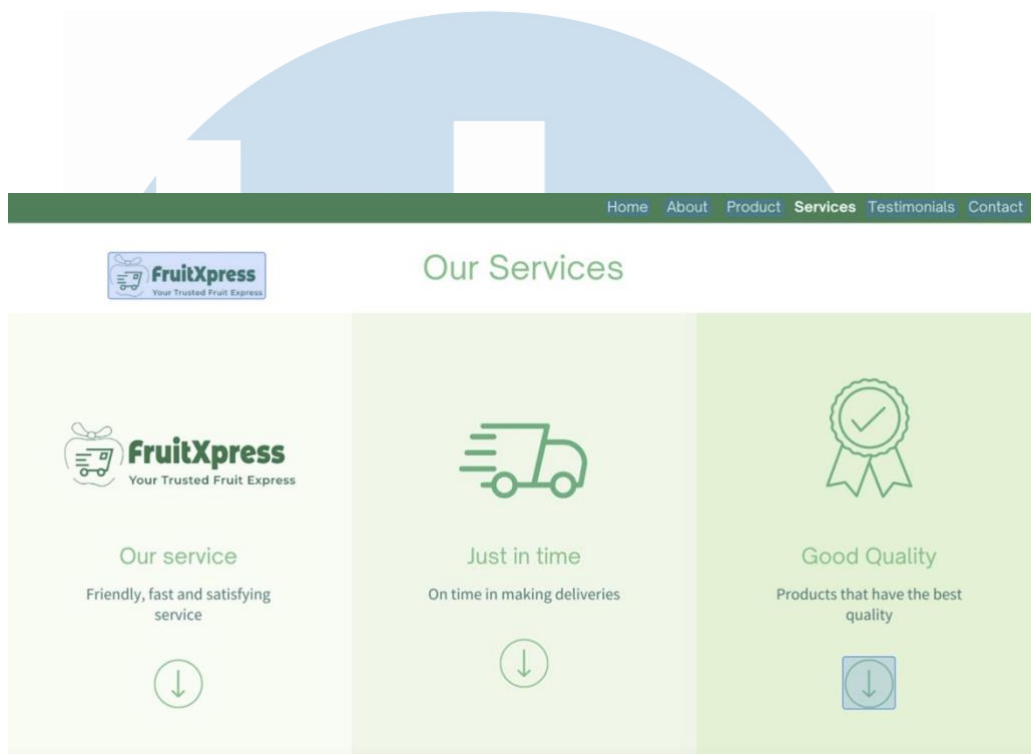 Home About Product Services Testimonials Contact
FruitXpress
Your Trusted Fruit Express
Our Services
FruitXpress
Your Trusted Fruit Express
Our service
Friendly, fast and satisfying
service
Just in time
On time in making deliveries
Good Quality
Products that have the best
quality